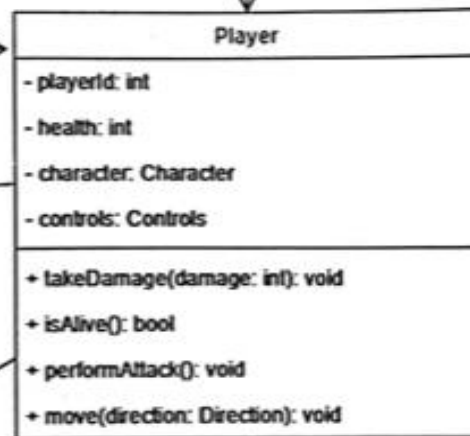 Player
- playerId: int
- health: int
- character: Character
- controls: Controls
+ takeDamage(damage: int): void
+ isAlive(): bool
+ performAttack(): void
+ move(direction: Direction): void